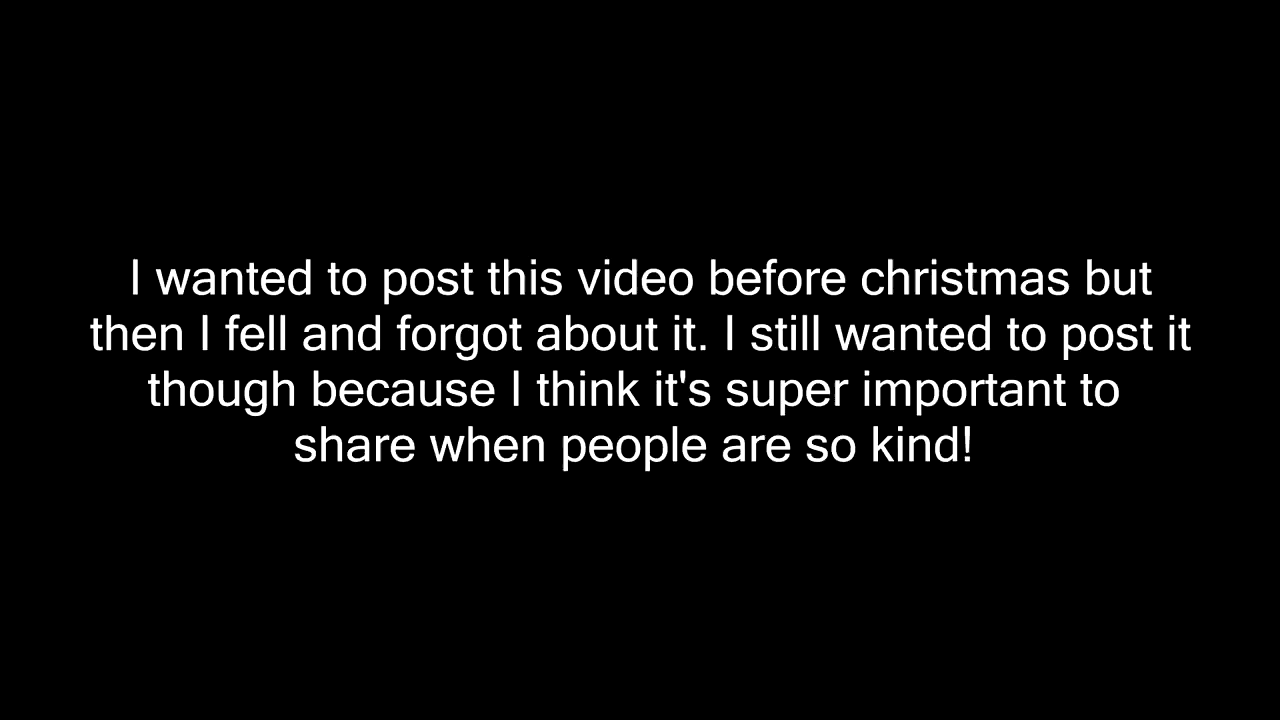 I wanted to post this video before christmas but
then I fell and forgot about it. I still wanted to post it
though because I think it's super important to
share when people are so kind!